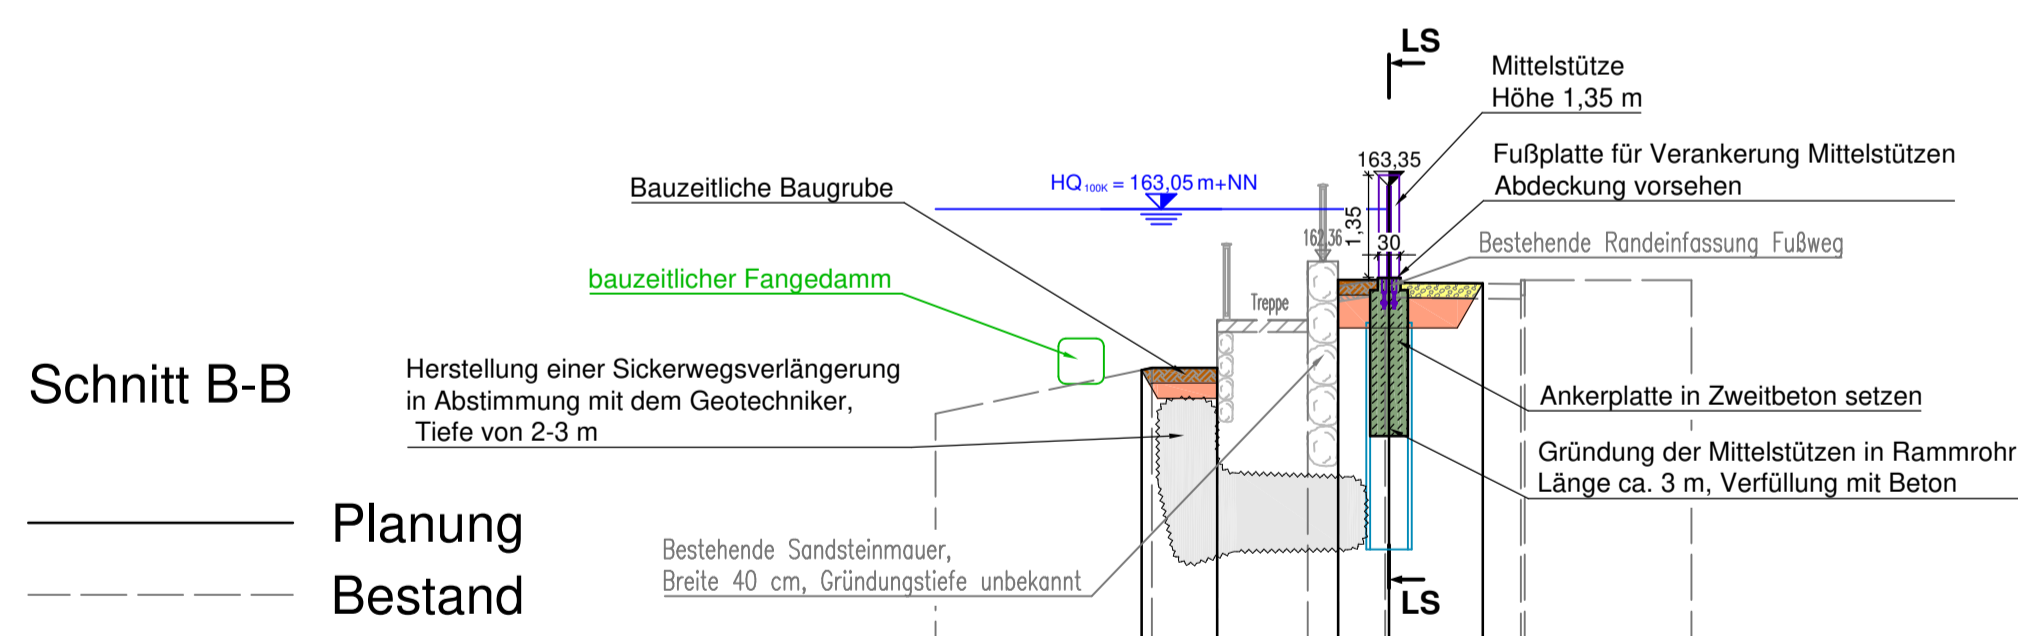 LS
Mittelstütze
Höhe 1,35 m
163,35
Fußplatte für Verankerung Mittelstützen
Abdeckung vorsehen
Bauzeitliche Baugrube
HQ100K = 163,05 m+NN
1,35
162,36
30
Bestehende Randeinfassung Fußweg
bauzeitlicher Fangedamm
Treppe
Schnitt B-B
Herstellung einer Sickerwegsverlängerung
in Abstimmung mit dem Geotechniker,
Tiefe von 2-3 m
Ankerplatte in Zweitbeton setzen
Gründung der Mittelstützen in Rammrohr
Länge ca. 3 m, Verfüllung mit Beton
Planung
Bestehende Sandsteinmauer,
Breite 40 cm, Gründungstiefe unbekannt
Bestand
LS